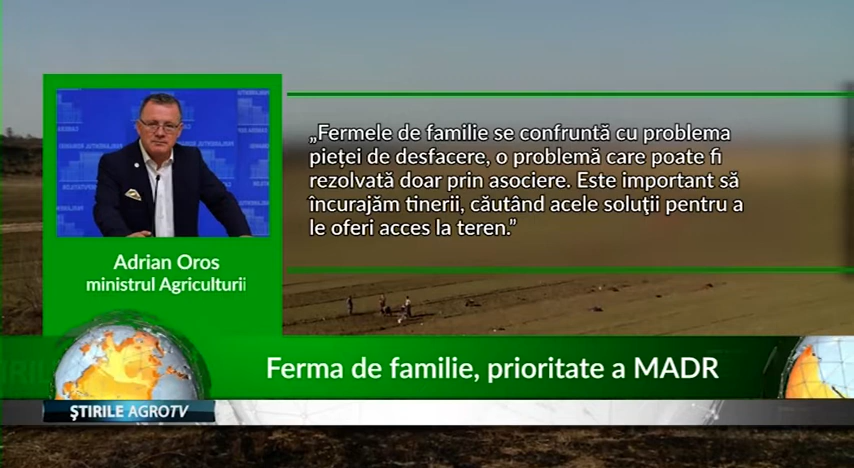 „Fermele de familie se confruntă cu problema
pieței de desfacere, o problemă care poate fi
rezolvată doar prin asociere. Este important să
încurajăm tinerii, căutând acele soluţii pentru a
le oferi acces la teren.”
Adrian Oros
ministrul Agriculturii
Ferma de familie, prioritate a MADR
ŞTIRILE AGROTV